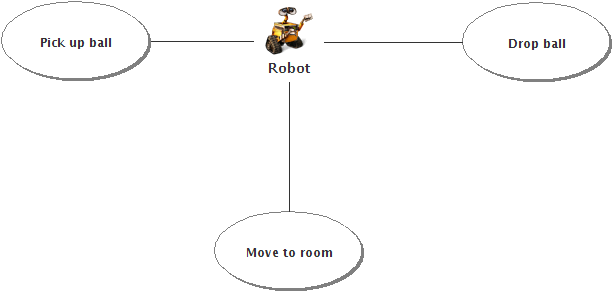 Pick up ball
Drop ball
Robot
Move to room